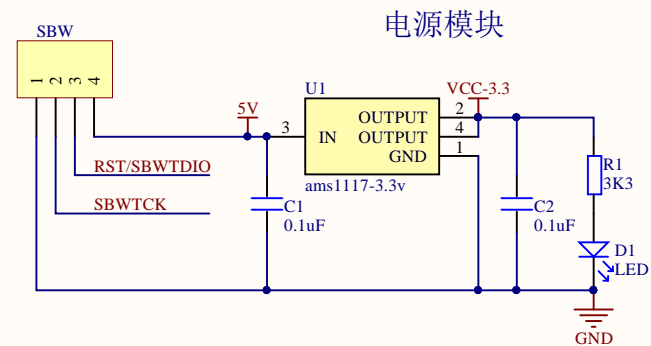 电源模块
SBW
1 2 3 4
5V
U1
VCC-3.3
3 IN
OUTPUT 2
OUTPUT 4
GND 1
ams1117-3.3v
RST/SBWTDIO
SBWTCK
C1
0.1uF
C2
0.1uF
R1
3K3
D1
LED
GND